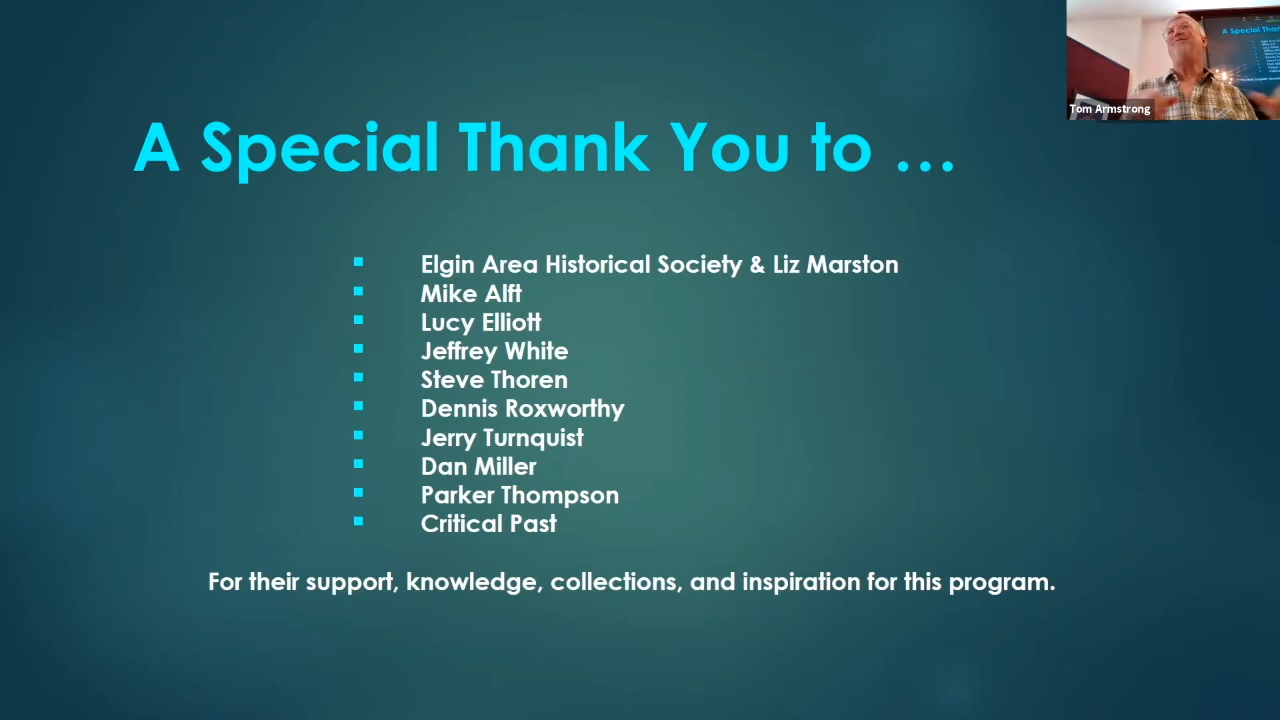 A Special Thank You to ...
Elgin Area Historical Society & Liz Marston
Mike Alft
Lucy Elliott
Jeffrey White
Steve Thoren
Dennis Roxworthy
Jerry Turnquist
Dan Miller
Parker Thompson
Critical Past
For their support, knowledge, collections, and inspiration for this program.
Tom Armstrong
A Special Than